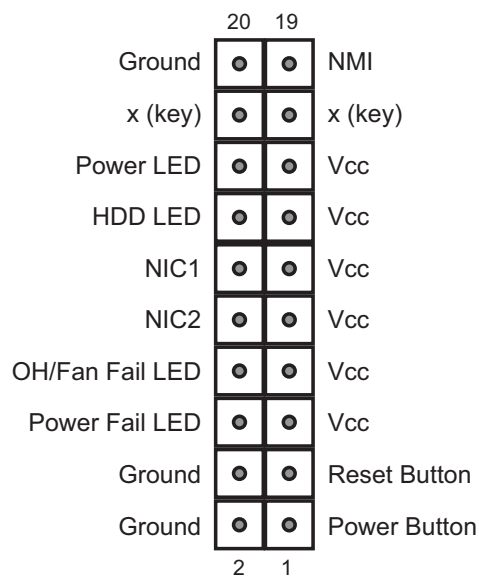 20 19
Ground NMI
x (key) x (key)
Power LED Vcc
HDD LED Vcc
NIC1 Vcc
NIC2 Vcc
OH/Fan Fail LED Vcc
Power Fail LED Vcc
Ground Reset Button
Ground Power Button
2 1